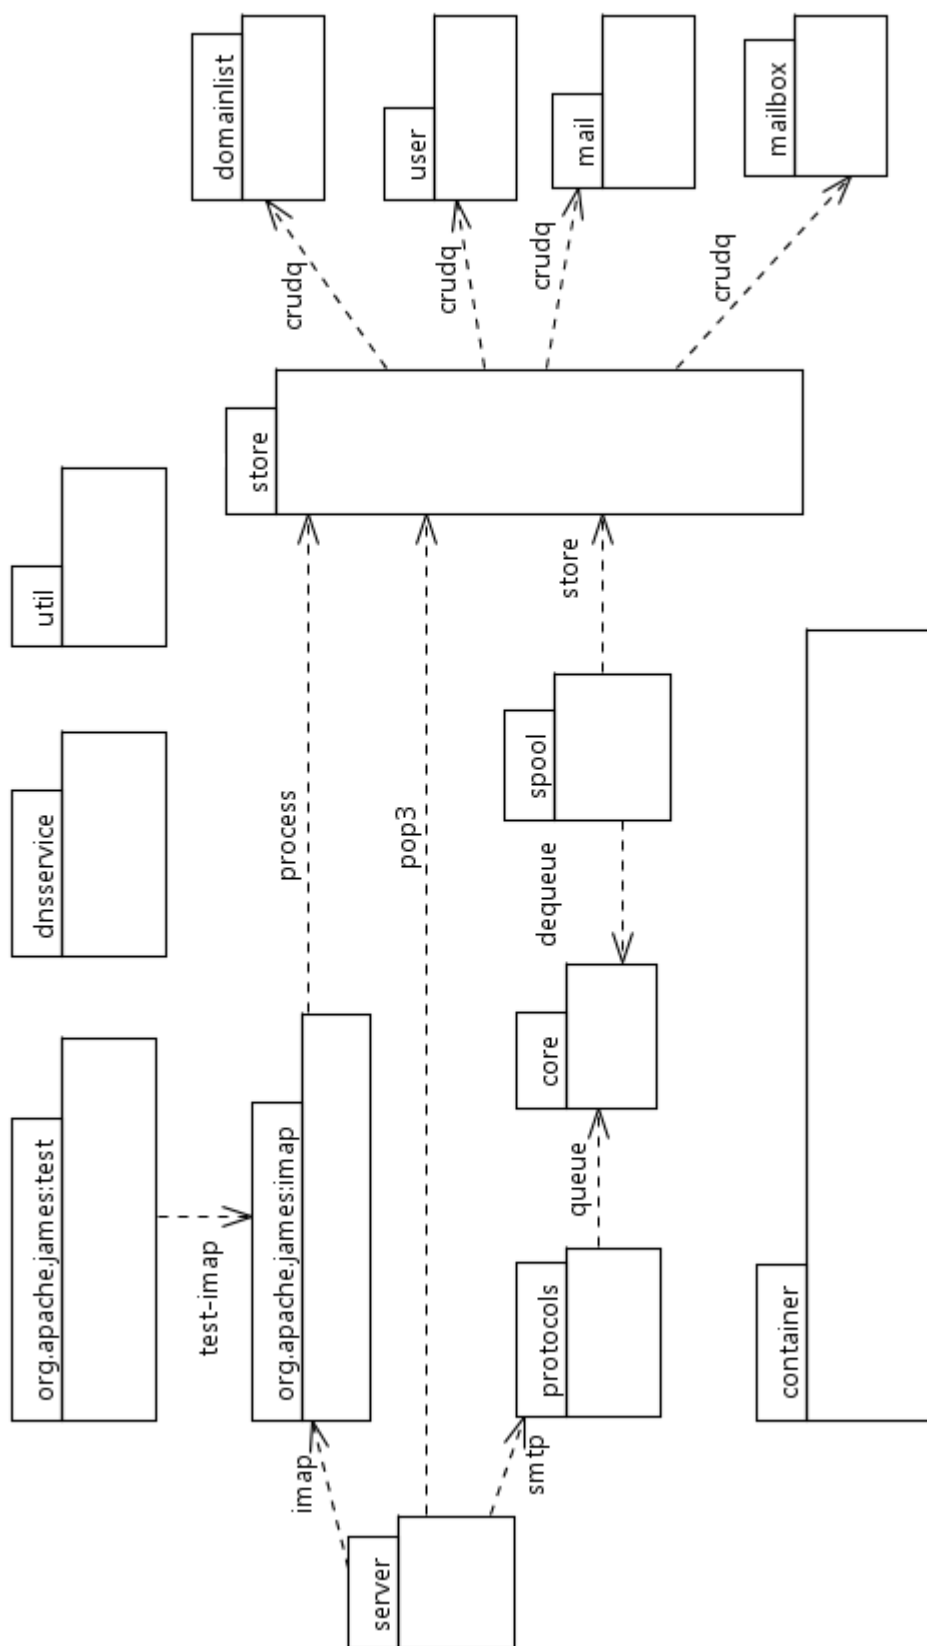 org.apache.james:test
dnsservice
util
test-imap
org.apache.james:imap
process
store
domainlist
crudq
user
crudq
mail
crudq
mailbox
crudq
imap
server
pop3
smtp
protocols
queue
core
dequeue
spool
store
container